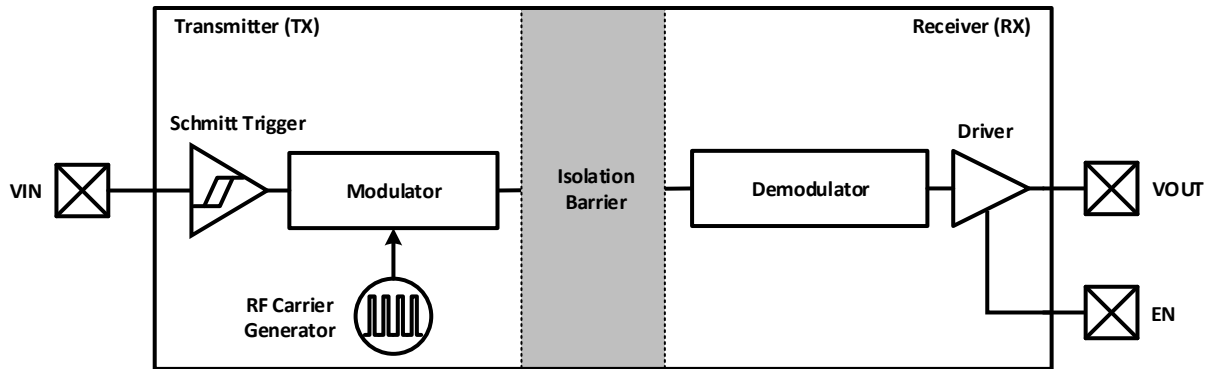 Transmitter (TX)
Receiver (RX)
Schmitt Trigger
Driver
VIN
Modulator
Isolation
Barrier
Demodulator
VOUT
RF Carrier
Generator
EN